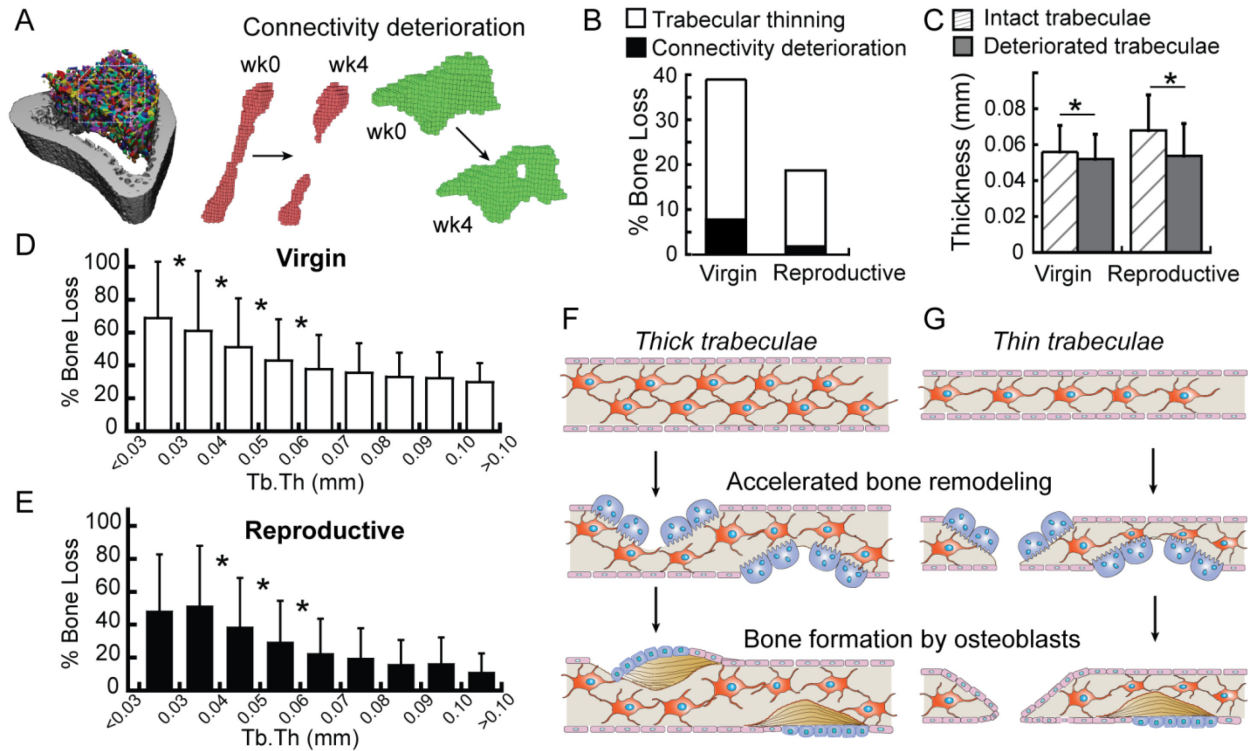 A
Connectivity deterioration
wk0
wk4
wk0
wk4
B
Trabecular thinning
Connectivity deterioration
% Bone Loss
40
30
20
10
0
Virgin
Reproductive
C
Intact trabeculae
Deteriorated trabeculae
Thickness (mm)
0.08
0.06
0.04
0.02
0
*
*
Virgin
Reproductive
D
Virgin
% Bone Loss
100
80
60
40
20
0
*
*
*
*
<0.03
0.03
0.04
0.05
0.06
0.07
0.08
0.09
0.10
>0.10
Tb.Th (mm)
E
Reproductive
% Bone Loss
100
80
60
40
20
0
*
*
*
<0.03
0.03
0.04
0.05
0.06
0.07
0.08
0.09
0.10
>0.10
Tb.Th (mm)
F
Thick trabeculae
G
Thin trabeculae
Accelerated bone remodeling
Bone formation by osteoblasts